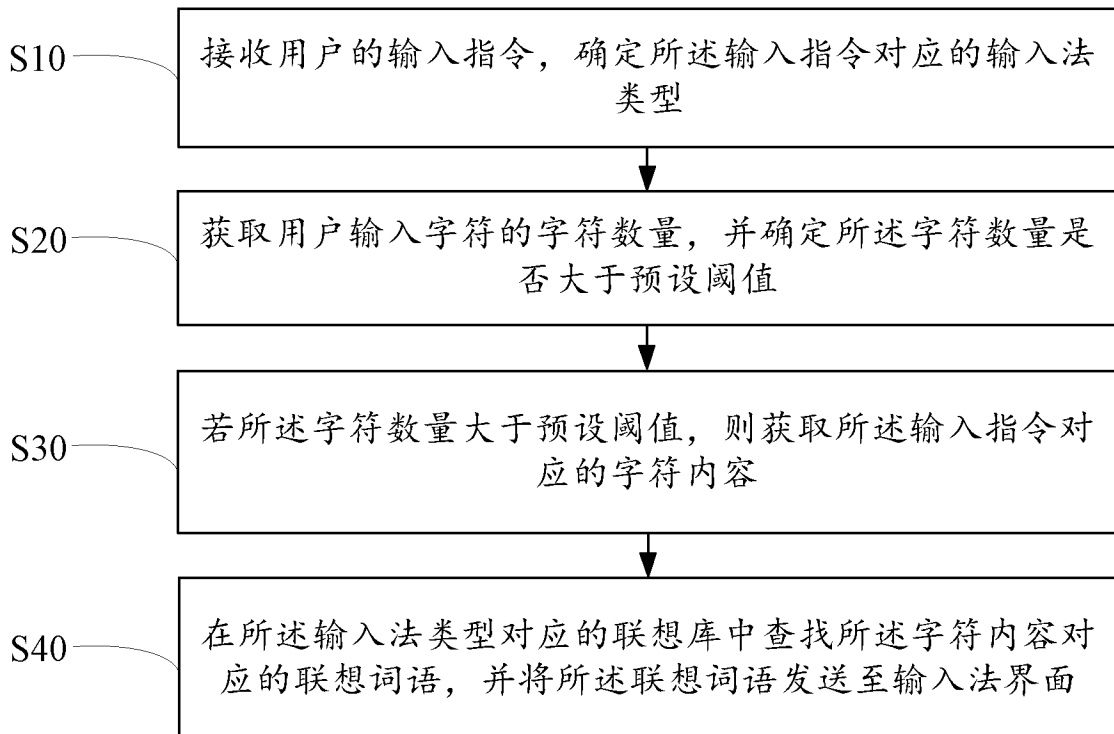 S10
接收用户的输入指令，确定所述输入指令对应的输入法
类型
S20
获取用户输入字符的字符数量，并确定所述字符数量是
否大于预设阈值
S30
若所述字符数量大于预设阈值，则获取所述输入指令对
应的字符内容
S40
在所述输入法类型对应的联想库中查找所述字符内容对
应的联想词语，并将所述联想词语发送至输入法界面